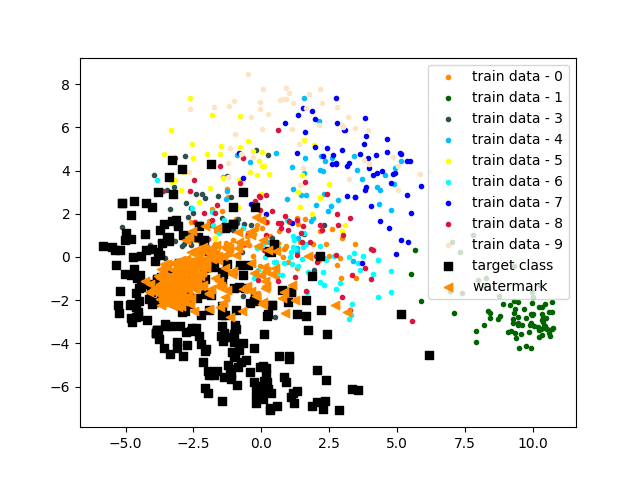 8
6
4
2
0
−2
−4
−6
−5.0
−2.5
0.0
2.5
5.0
7.5
10.0
train data - 0
train data - 1
train data - 3
train data - 4
train data - 5
train data - 6
train data - 7
train data - 8
train data - 9
target class
watermark